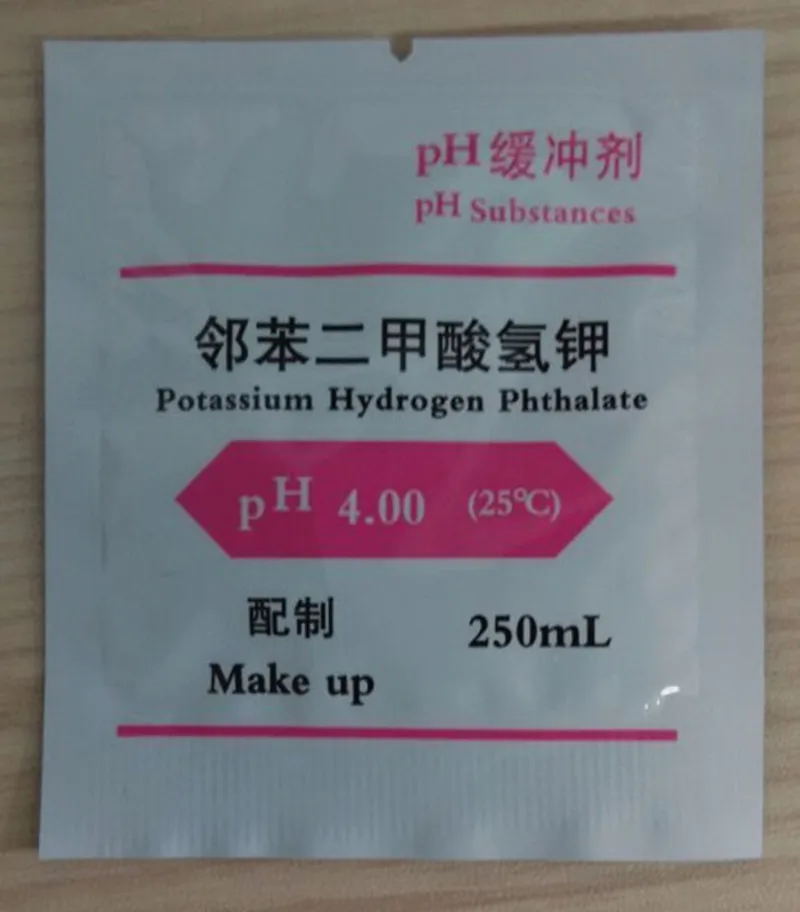 pH缓冲剂
pH Substances
邻苯二甲酸氢钾
Potassium Hydrogen Phthalate
pH 4.00 (25℃)
配制 250mL
Make up